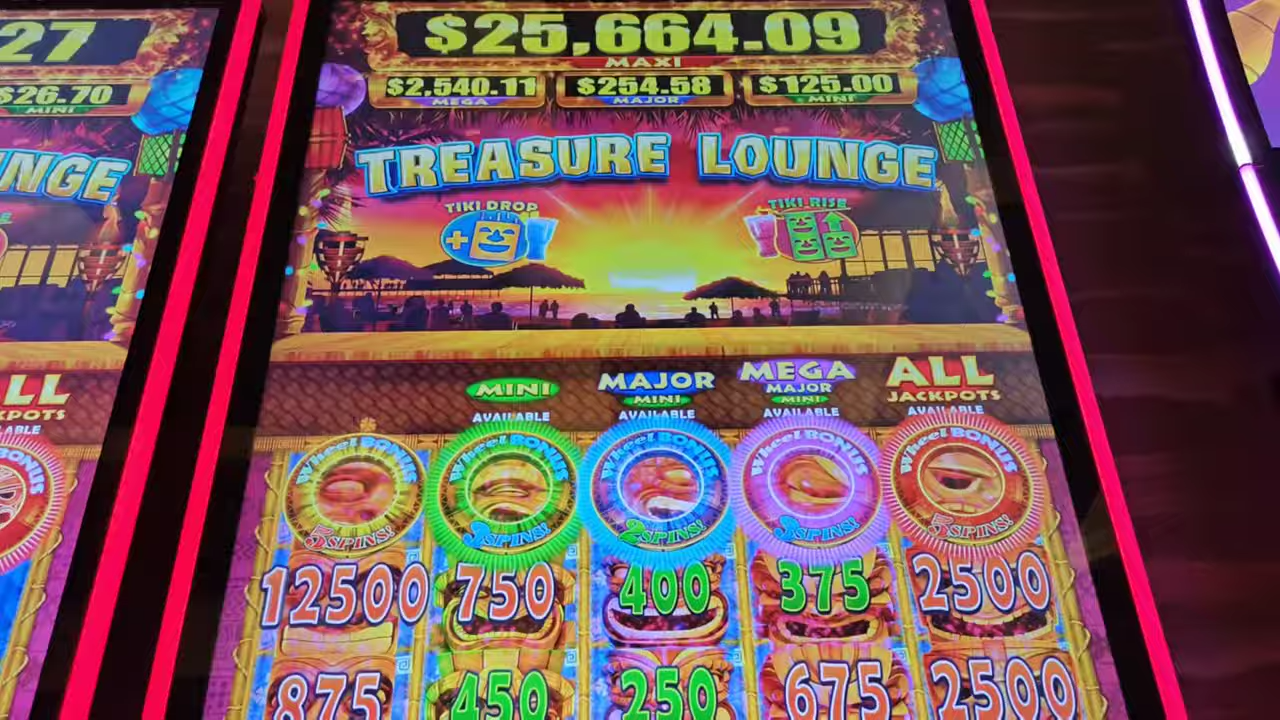 27
$26.70
MINI
$25,664.09
MAXI
$2,540.11
MEGA
$254.58
MAJOR
$125.00
MINI
TREASURE LOUNGE
TIKI DROP
+
TIKI RISE
MINI
AVAILABLE
MAJOR
MINI
AVAILABLE
MEGA
MAJOR
MINI
AVAILABLE
ALL
JACKPOTS
AVAILABLE
Wheel BONUS
5 SPINS!
Wheel BONUS
3 SPINS!
Wheel BONUS
2 SPINS!
Wheel BONUS
3 SPINS!
Wheel BONUS
5 SPINS!
12500 750 400 375 2500
875 450 250 675 2500